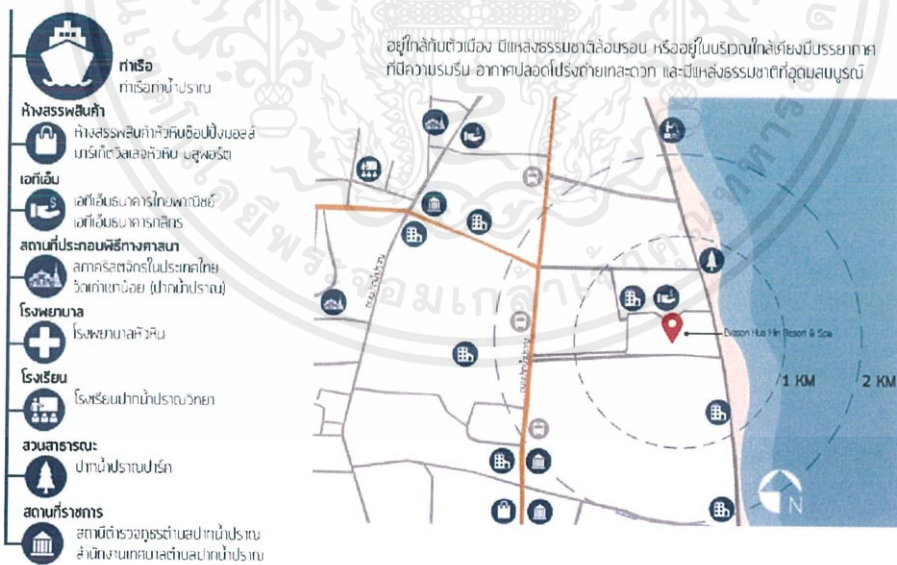 ท่าเรือ
ท่าเรือปากน้ำปราณ
ห้างสรรพสินค้า
ห้างสรรพสินค้าหัวหินช็อปปิ้งมอลล์
มาร์เก็ตวิลเลจหัวหิน บลูพอร์ต
เอทีเอ็ม
เอทีเอ็มธนาคารไทยพาณิชย์
เอทีเอ็มธนาคารกสิกร
สถานที่ประกอบพิธีทางศาสนา
สภาคริสตจักรในประเทศไทย
วัดเก่าเขาน้อย (ปากน้ำปราณ)
โรงพยาบาล
โรงพยาบาลหัวหิน
โรงเรียน
โรงเรียนปากน้ำปราณวิทยา
สวนสาธารณะ
ปากน้ำปราณปาร์ค
สถานที่ราชการ
สถานีตำรวจภูธรตำบลปากน้ำปราณ
สำนักงานเทศบาลตำบลปากน้ำปราณ
อยู่ใกล้กับตัวเมือง มีแหล่งธรรมชาติล้อมรอบ หรืออยู่ในบริเวณใกล้เคียงมีบรรยากาศ
ที่มีความร่มรื่น อากาศปลอดโปร่งถ่ายเทสะดวก และมีแหล่งธรรมชาติที่อุดมสมบูรณ์
Evason Hua Hin Resort & Spa
1 KM
2 KM
N